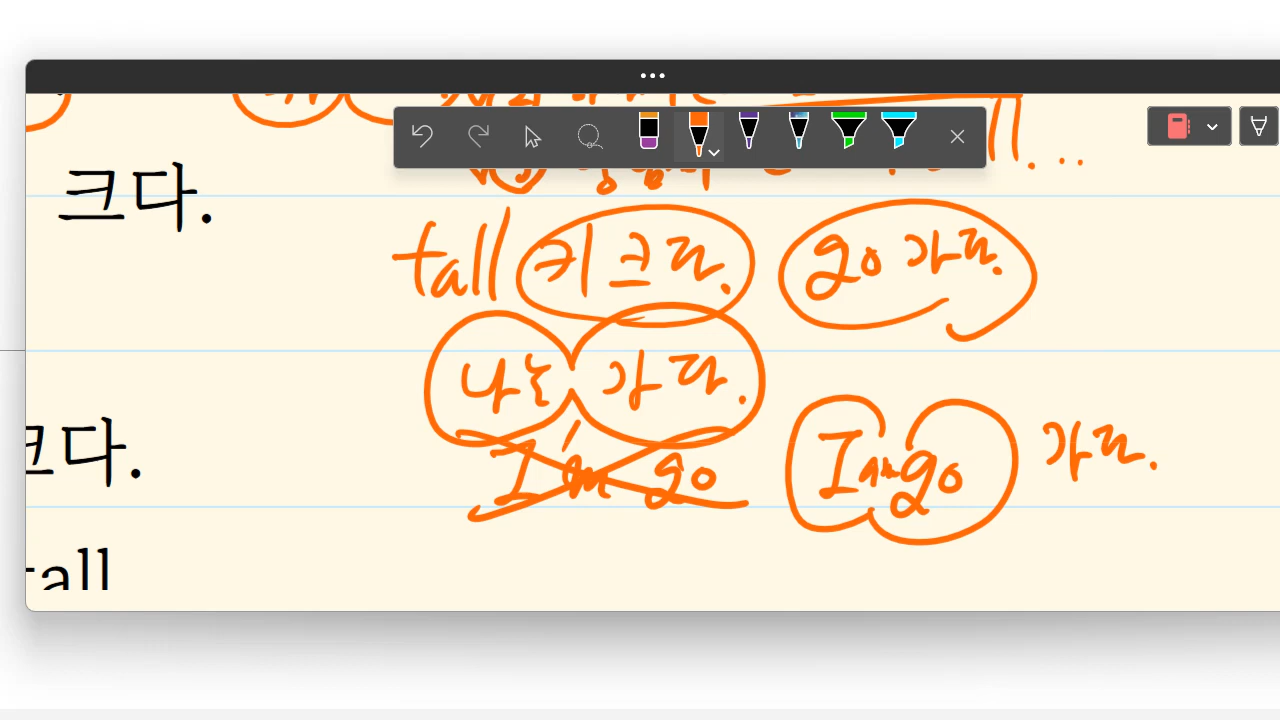 크다.
tall 키크다. go 가다.
나는 가다.
크다.
I'm go I am go 가다.
tall